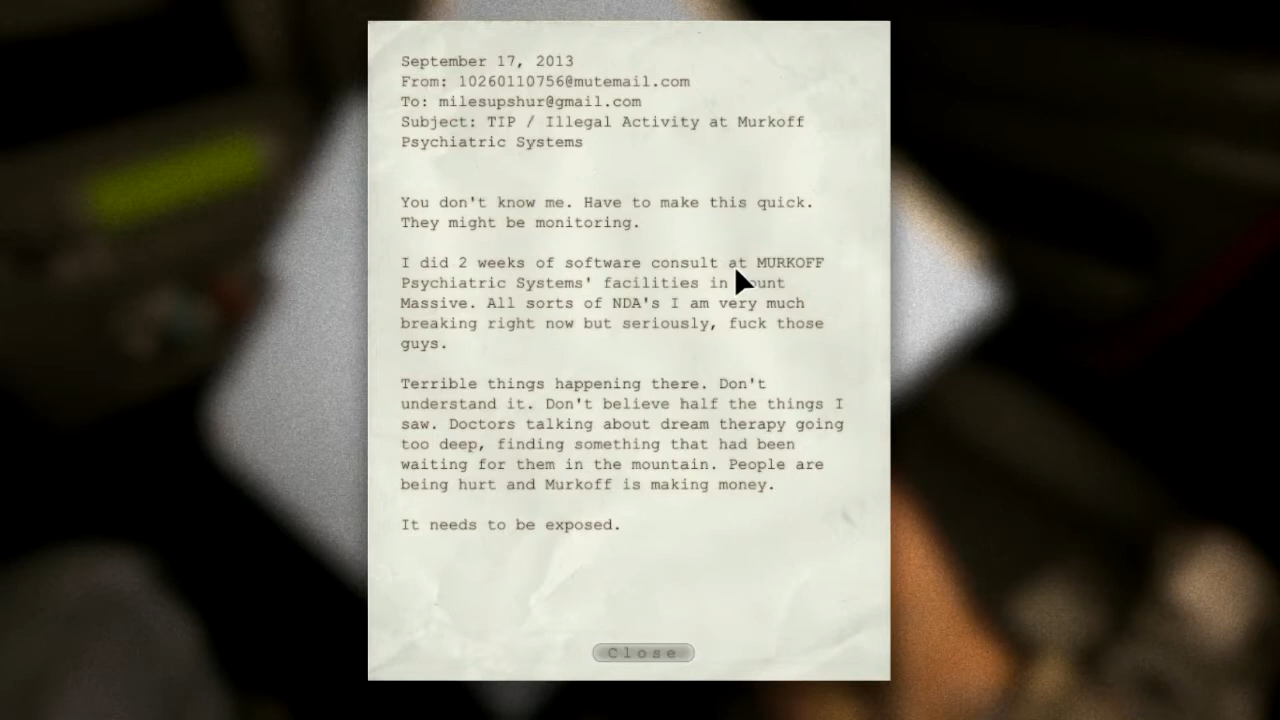 September 17, 2013
From: 10260110756@mutemail.com
To: milesupshur@gmail.com
Subject: TIP / Illegal Activity at Murkoff
Psychiatric Systems
You don't know me. Have to make this quick.
They might be monitoring.
I did 2 weeks of software consult at MURKOFF
Psychiatric Systems' facilities in Mount
Massive. All sorts of NDA's I am very much
breaking right now but seriously, fuck those
guys.
Terrible things happening there. Don't
understand it. Don't believe half the things I
saw. Doctors talking about dream therapy going
too deep, finding something that had been
waiting for them in the mountain. People are
being hurt and Murkoff is making money.
It needs to be exposed.
Close